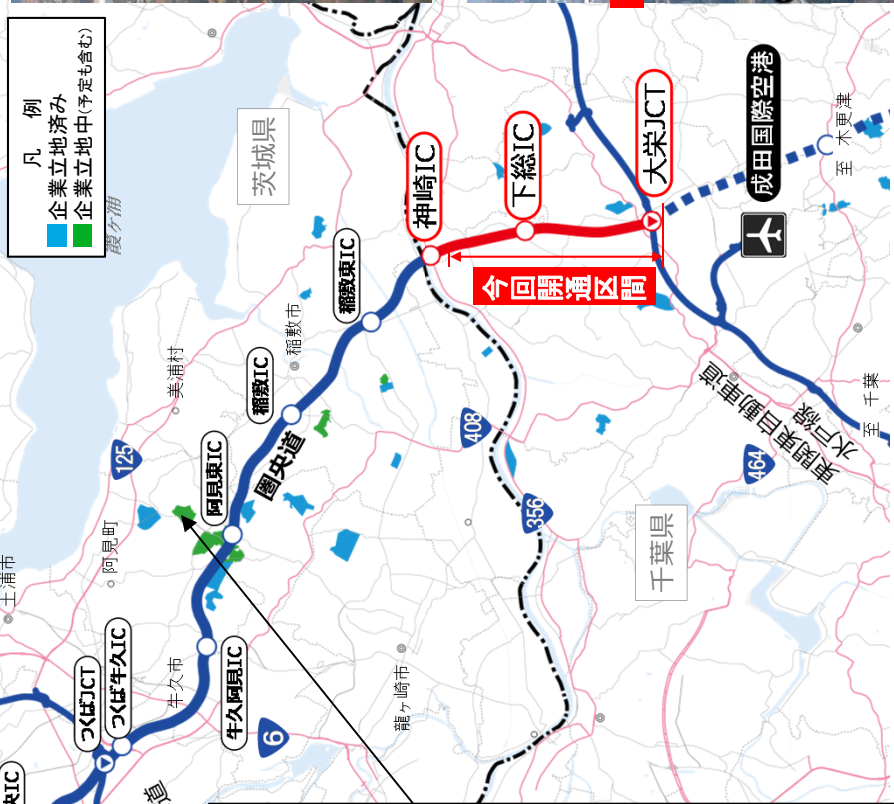 凡 例
企業立地済み
企業立地中(予定も含む)
霞ヶ浦
茨城県
神崎IC
下総IC
大栄JCT
成田国際空港
至 木更津
今回開通区間
稲敷東IC
稲敷市
稲敷IC
美浦村
125
阿見東IC
圏央道
408
356
東関東自動車道
水戸線
464
至 千葉
千葉県
阿見町
土浦市
牛久市
牛久阿見IC
つくばJCT
つくば牛久IC
6
龍ヶ崎市
IC
道